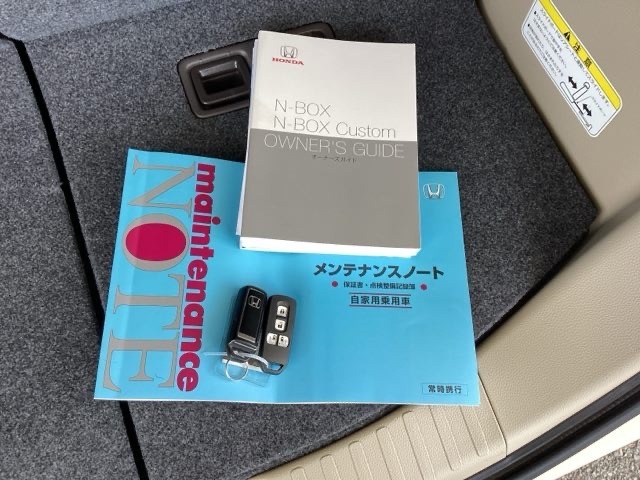 HONDA
N-BOX
N-BOX Custom
OWNER'S GUIDE
オーナーズガイド
注意
maintenance
NOTE
メンテナンスノート
保証書・点検整備記録簿
自家用乗用車
常時携行